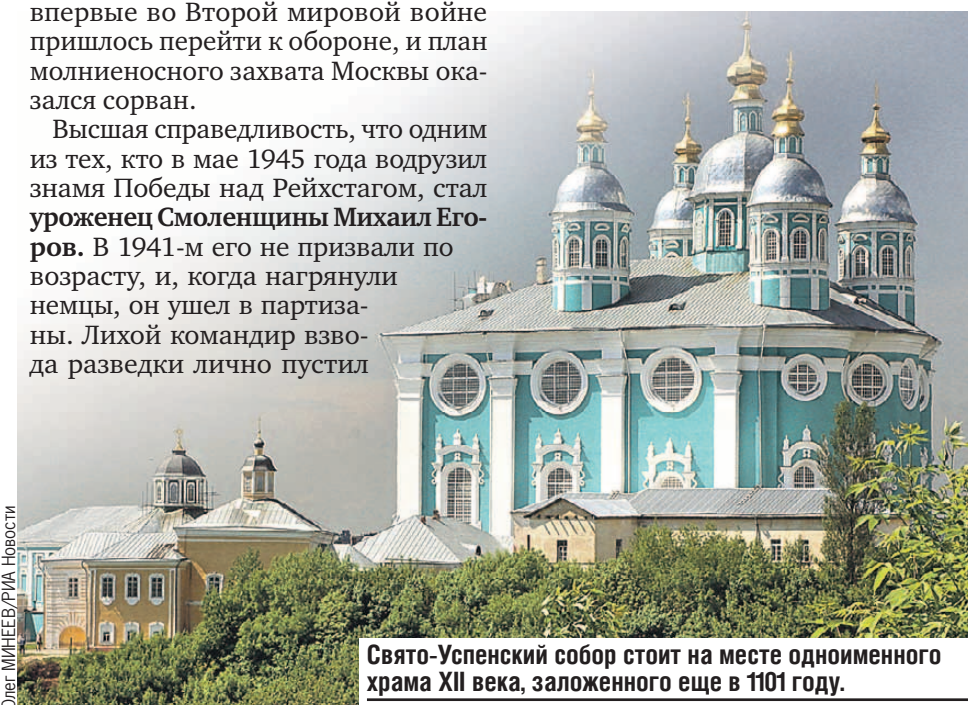 впервые во Второй мировой войне
пришлось перейти к обороне, и план
молниеносного захвата Москвы ока-
зался сорван.
Высшая справедливость, что одним
из тех, кто в мае 1945 года водрузил
знамя Победы над Рейхстагом, стал
уроженец Смоленщины Михаил Его-
ров. В 1941-м его не призвали по
возрасту, и, когда нагрянули
немцы, он ушел в партиза-
ны. Лихой командир взво-
да разведки лично пустил
Олег МИНЕЕВ/РИА Новости
Свято-Успенский собор стоит на месте одноименного
храма XII века, заложенного еще в 1101 году.